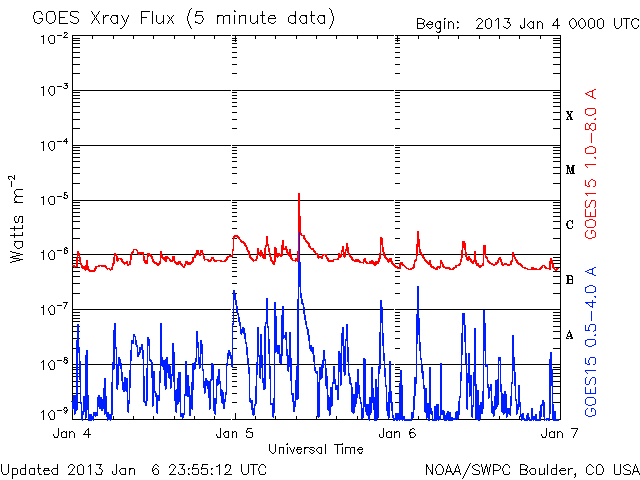 GOES Xray Flux (5 minute data)
Begin: 2013 Jan 4 0000 UTC
10⁻²
10⁻³
10⁻⁴
10⁻⁵
10⁻⁶
10⁻⁷
10⁻⁸
10⁻⁹
Watts m⁻²
X
M
C
B
A
GOES15 1.0-8.0 A
GOES15 0.5-4.0 A
Jan 4
Jan 5
Jan 6
Jan 7
Universal Time
Updated 2013 Jan 6 23:55:12 UTC
NOAA/SWPC Boulder, CO USA